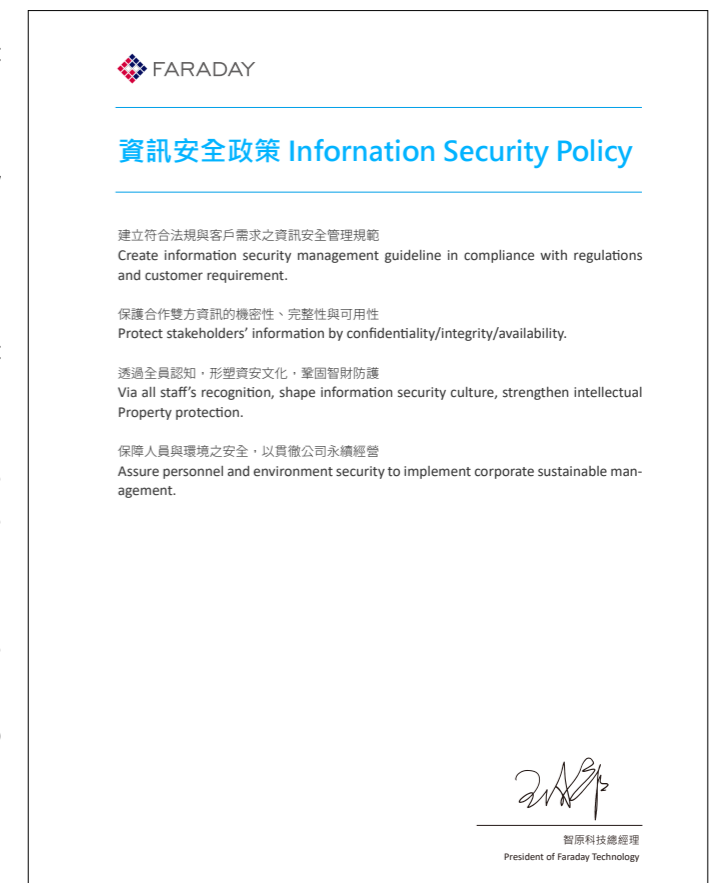 FARADAY
資訊安全政策 Infornation Security Policy
建立符合法規與客戶需求之資訊安全管理規範
Create information security management guideline in compliance with regulations
and customer requirement.
保護合作雙方資訊的機密性、完整性與可用性
Protect stakeholders’ information by confidentiality/integrity/availability.
透過全員認知，形塑資安文化，鞏固智財防護
Via all staff’s recognition, shape information security culture, strengthen intellectual
Property protection.
保障人員與環境之安全，以貫徹公司永續經營
Assure personnel and environment security to implement corporate sustainable man-
agement.
智原科技總經理
President of Faraday Technology